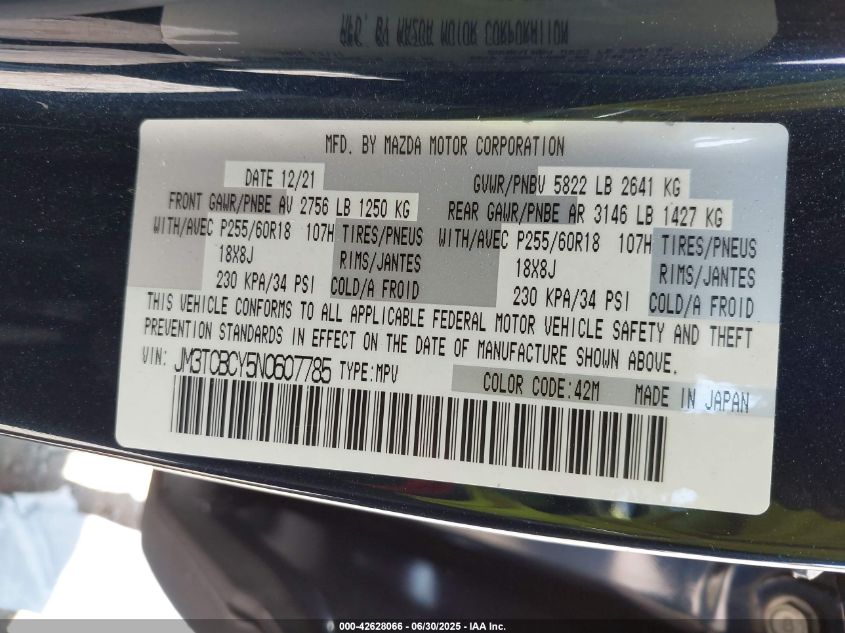 MFD. BY MAZDA MOTOR CORPORATION
DATE 12/21 GVWR/PNBV 5822 LB 2641 KG
FRONT GAWR/PNBE AV 2756 LB 1250 KG REAR GAWR/PNBE AR 3146 LB 1427 KG
WITH/AVEC P255/60R18 107H TIRES/PNEUS WITH/AVEC P255/60R18 107H TIRES/PNEUS
18X8J RIMS/JANTES 18X8J RIMS/JANTES
230 KPA/34 PSI COLD/A FROID 230 KPA/34 PSI COLD/A FROID
THIS VEHICLE CONFORMS TO ALL APPLICABLE FEDERAL MOTOR VEHICLE SAFETY AND THEFT
PREVENTION STANDARDS IN EFFECT ON THE DATE OF MANUFACTURE SHOWN ABOVE.
VIN: JM3TCBCY5N0607785 TYPE:MPV COLOR CODE:42M MADE IN JAPAN
000-42628066 - 06/30/2025 - IAA Inc.